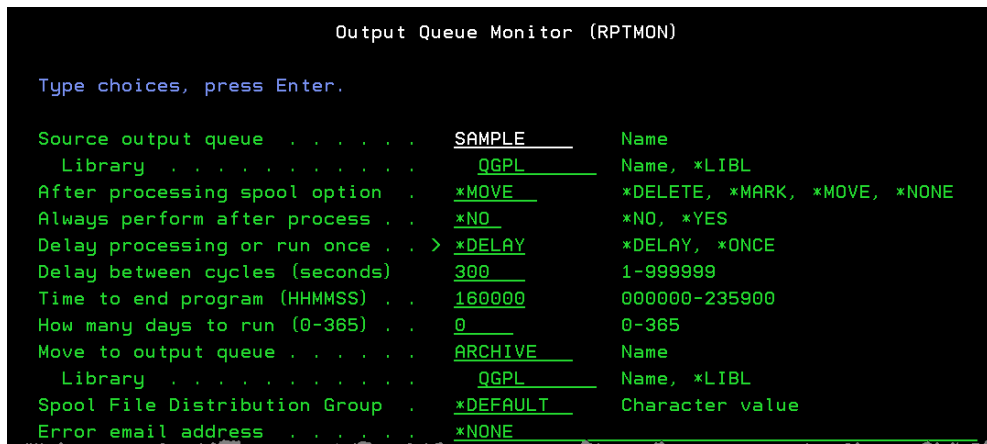 Output Queue Monitor (RPTMON)
Type choices, press Enter.
Source output queue . . . . . . SAMPLE Name
Library . . . . . . . . . . . QGPL Name, *LIBL
After processing spool option . *MOVE *DELETE, *MARK, *MOVE, *NONE
Always perform after process . . *NO *NO, *YES
Delay processing or run once . . > *DELAY *DELAY, *ONCE
Delay between cycles (seconds) 300 1-999999
Time to end program (HHMMSS) . . 160000 000000-235900
How many days to run (0-365) . . 0 0-365
Move to output queue . . . . . . ARCHIVE Name
Library . . . . . . . . . . . QGPL Name, *LIBL
Spool File Distribution Group . *DEFAULT Character value
Error email address . . . . . . *NONE